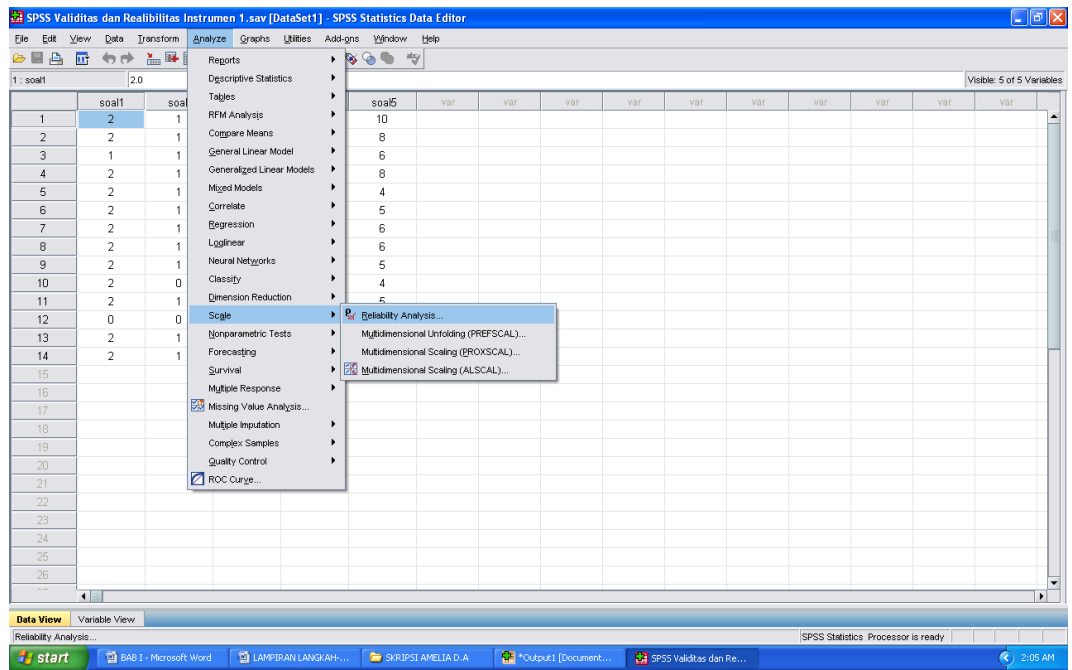 SPSS Validitas dan Realibilitas Instrumen 1.sav [DataSet1] - SPSS Statistics Data Editor
File Edit View Data Transform Analyze Graphs Utilities Add-ons Window Help
1 : soal1 2.0 Visible: 5 of 5 Variables
soal1 soal soal5 var var var var var var var var var var
1 2 1 10
2 2 1 8
3 1 1 6
4 2 1 8
5 2 1 4
6 2 1 5
7 2 1 6
8 2 1 6
9 2 1 5
10 2 0 4
11 2 1 5
12 0 0
13 2 1
14 2 1
15
16
17
18
19
20
21
22
23
24
25
26
Reports
Descriptive Statistics
Tables
RFM Analysis
Compare Means
General Linear Model
Generalized Linear Models
Mixed Models
Correlate
Regression
Loglinear
Neural Networks
Classify
Dimension Reduction
Scale
Nonparametric Tests
Forecasting
Survival
Multiple Response
Missing Value Analysis...
Multiple Imputation
Complex Samples
Quality Control
ROC Curve...
Reliability Analysis...
Multidimensional Unfolding (PREFSCAL)...
Multidimensional Scaling (PROXSCAL)...
Multidimensional Scaling (ALSCAL)...
Data View Variable View
Reliability Analysis... SPSS Statistics Processor is ready
start BAB I - Microsoft Word LAMPIRAN LANGKAH-... SKRIPSI AMELIA D.A *Output1 [Document... SPSS Validitas dan Re... 2:05 AM